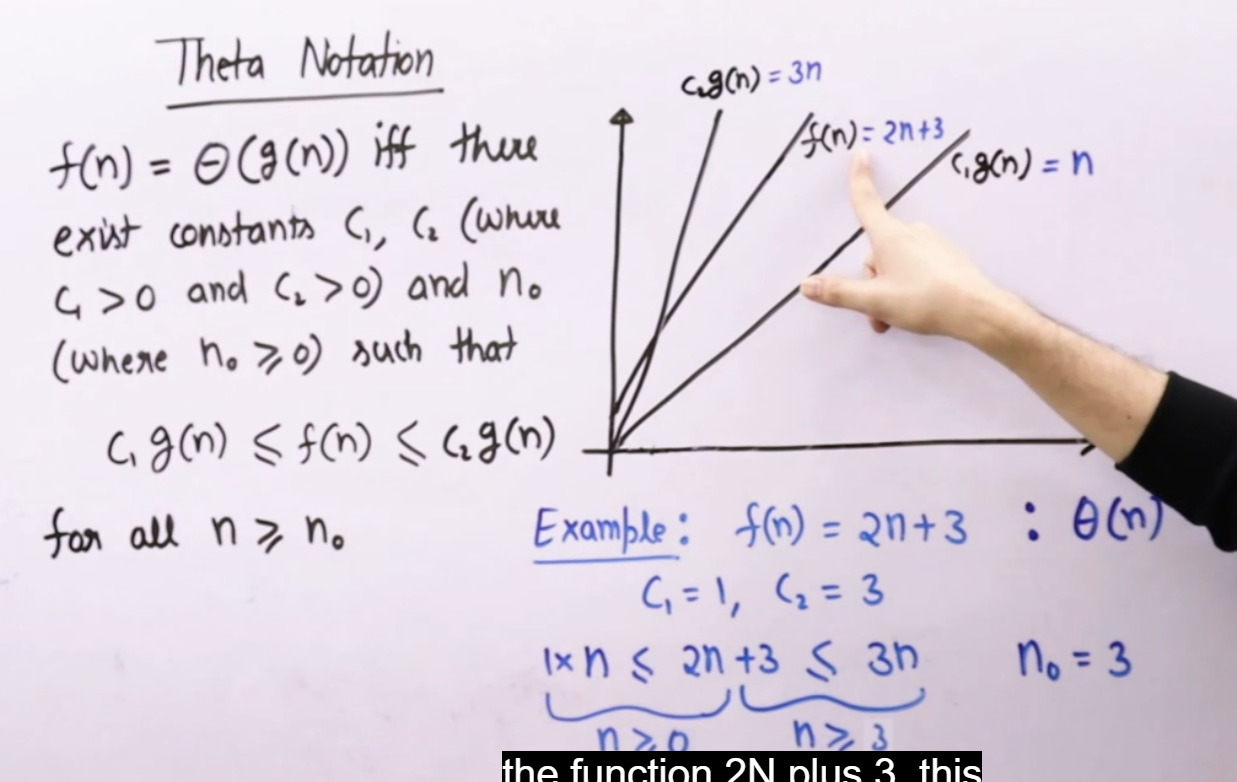 Theta Notation
f(n) = Θ(g(n)) iff there
exist constants C₁, C₂ (where
C₁ > 0 and C₂ > 0) and n₀
(where n₀ ⩾ 0) such that
C₁ g(n) ⩽ f(n) ⩽ C₂ g(n)
for all n ⩾ n₀
C₂g(n) = 3n
f(n) = 2n+3
C₁g(n) = n
Example: f(n) = 2n+3 : θ(n)
C₁ = 1, C₂ = 3
1×n ⩽ 2n+3 ⩽ 3n n₀ = 3
n ⩾ 0 n ⩾ 3
the function 2N plus 3, this